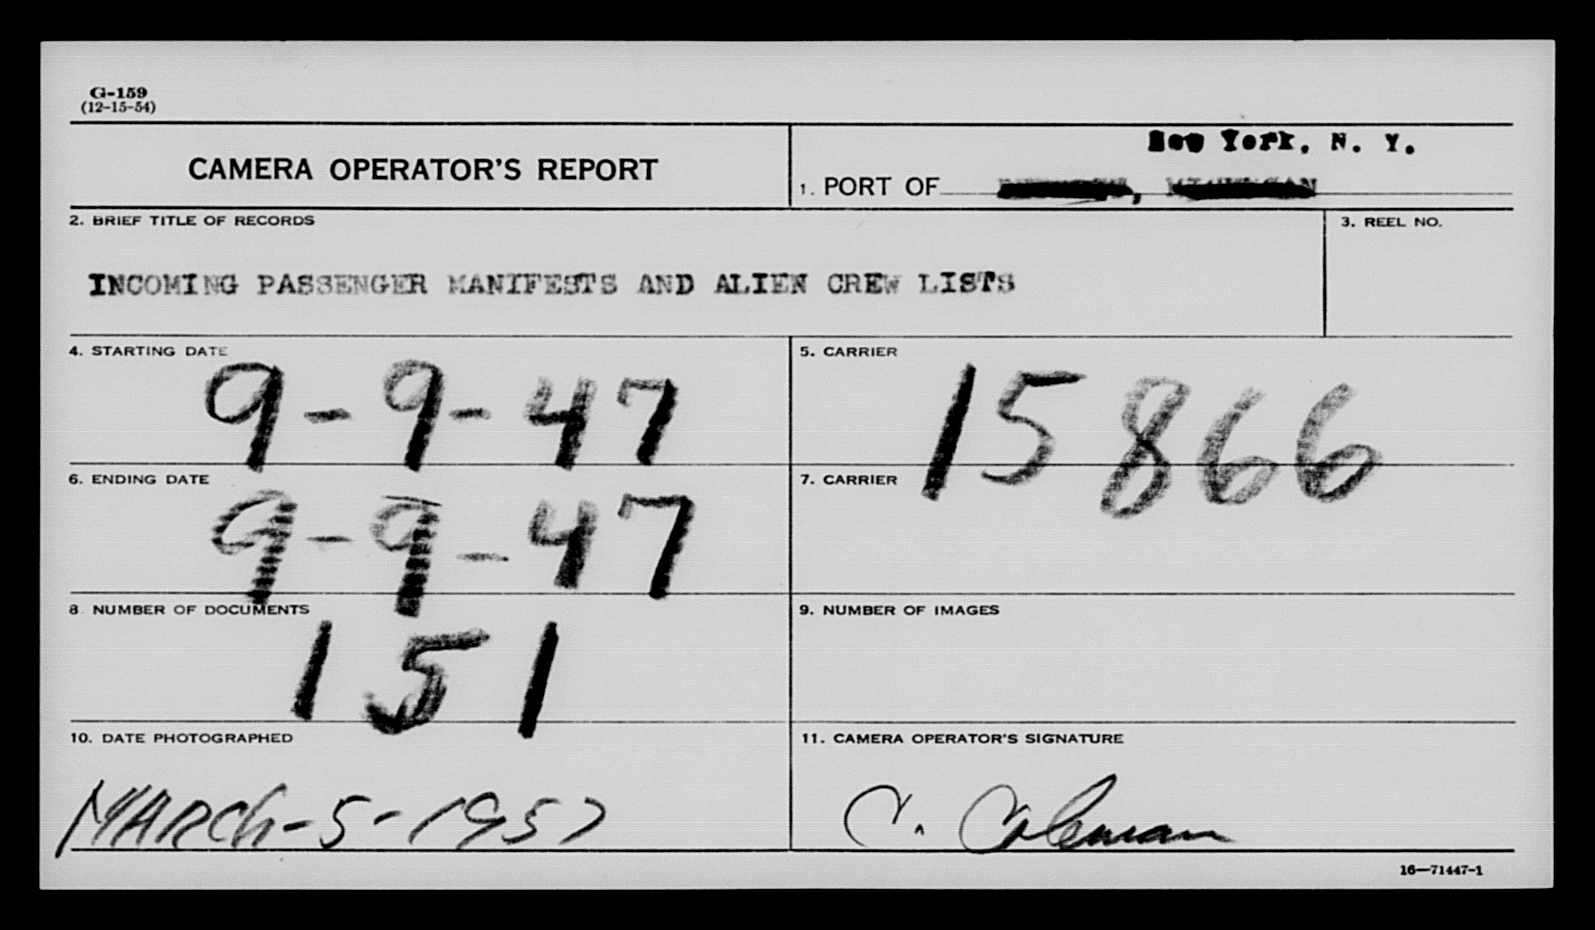 G-159
(12-15-54)
CAMERA OPERATOR'S REPORT
New York, N. Y.
1. PORT OF
2. BRIEF TITLE OF RECORDS
3. REEL NO.
INCOMING PASSENGER MANIFESTS AND ALIEN CREW LISTS
4. STARTING DATE
9-9-47
5. CARRIER
15866
6. ENDING DATE
9-9-47
7. CARRIER
8 NUMBER OF DOCUMENTS
151
9. NUMBER OF IMAGES
10. DATE PHOTOGRAPHED
MARCh-5-1957
11. CAMERA OPERATOR'S SIGNATURE
C. Coleman
16—71447-1